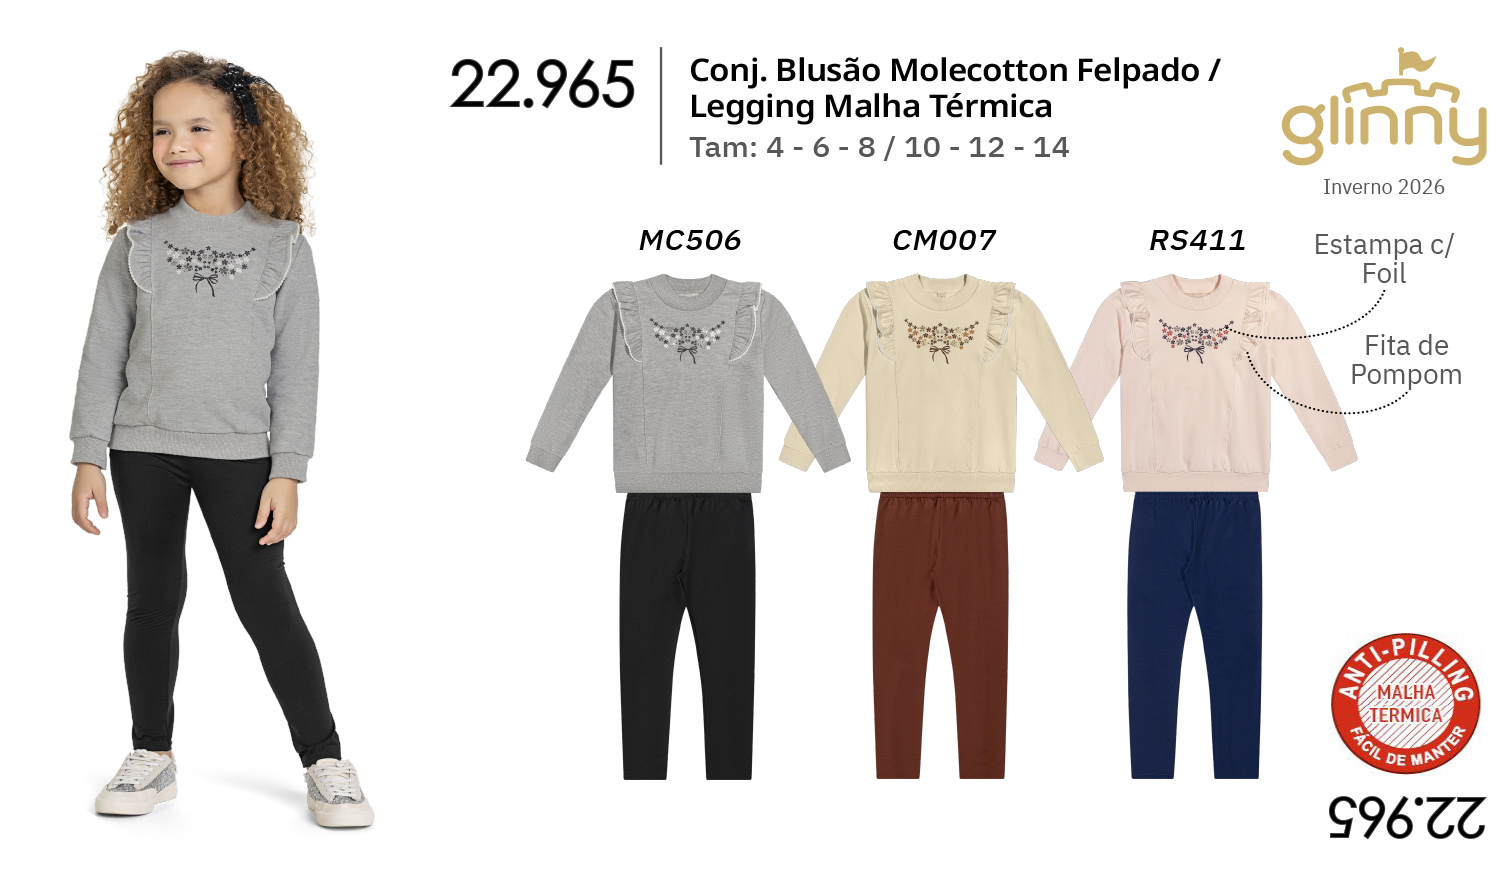 22.965
Conj. Blusão Molecotton Felpado /
Legging Malha Térmica
Tam: 4 - 6 - 8 / 10 - 12 - 14
glinny
Inverno 2026
MC506
CM007
RS411
Estampa c/
Foil
Fita de
Pompom
ANTI-PILLING
MALHA
TÉRMICA
FÁCIL DE MANTER
22.965